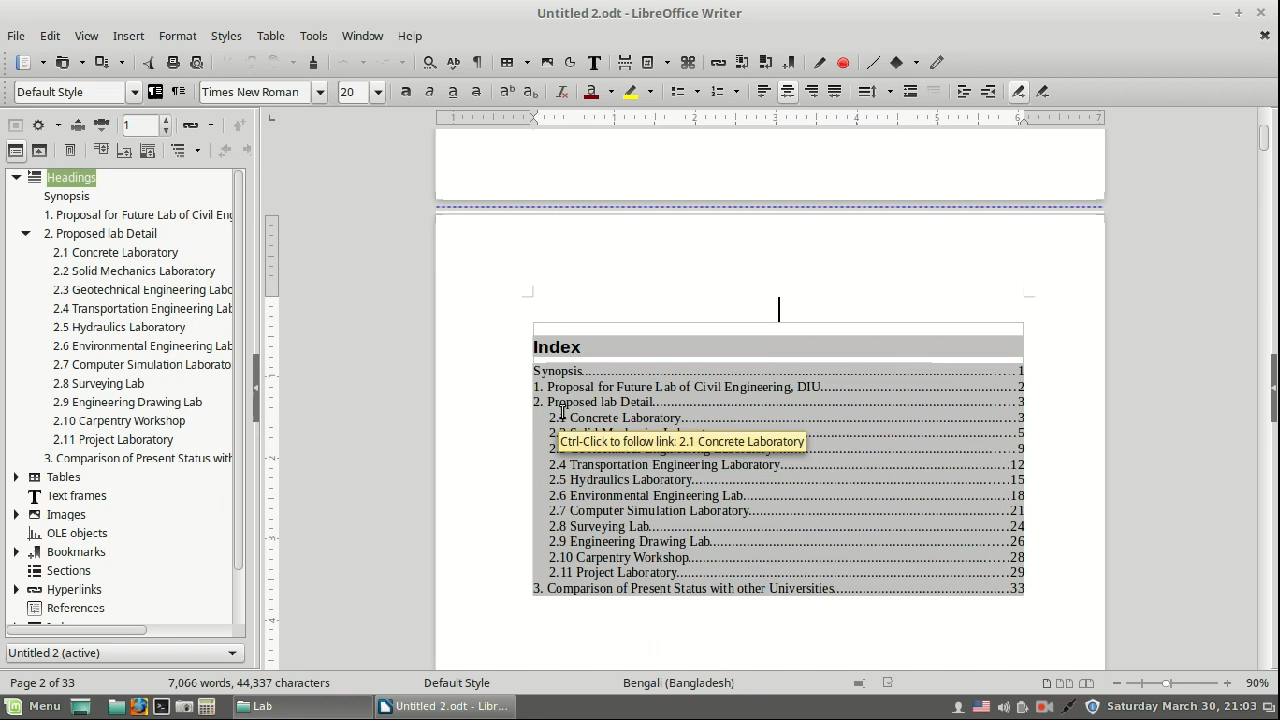 Untitled 2.odt - LibreOffice Writer
File Edit View Insert Format Styles Table Tools Window Help
Default Style Times New Roman 20
1
1 1 2 3 4 5 6 7
Headings
Synopsis
1. Proposal for Future Lab of Civil Eng
2. Proposed lab Detail
2.1 Concrete Laboratory
2.2 Solid Mechanics Laboratory
2.3 Geotechnical Engineering Labo
2.4 Transportation Engineering Lab
2.5 Hydraulics Laboratory
2.6 Environmental Engineering Lab
2.7 Computer Simulation Laborato
2.8 Surveying Lab
2.9 Engineering Drawing Lab
2.10 Carpentry Workshop
2.11 Project Laboratory
3. Comparison of Present Status with
Tables
Text frames
Images
OLE objects
Bookmarks
Sections
Hyperlinks
References
Untitled 2 (active)
Index
Synopsis 1
1. Proposal for Future Lab of Civil Engineering, DIU 2
2. Proposed lab Detail 3
2.1 Concrete Laboratory 3
5
Ctrl-Click to follow link: 2.1 Concrete Laboratory
9
2.4 Transportation Engineering Laboratory 12
2.5 Hydraulics Laboratory 15
2.6 Environmental Engineering Lab 18
2.7 Computer Simulation Laboratory 21
2.8 Surveying Lab 24
2.9 Engineering Drawing Lab 26
2.10 Carpentry Workshop 28
2.11 Project Laboratory 29
3. Comparison of Present Status with other Universities 33
Page 2 of 33 7,066 words, 44,337 characters Default Style Bengali (Bangladesh) 90%
Menu Lab Untitled 2.odt - Libr... Saturday March 30, 21:03